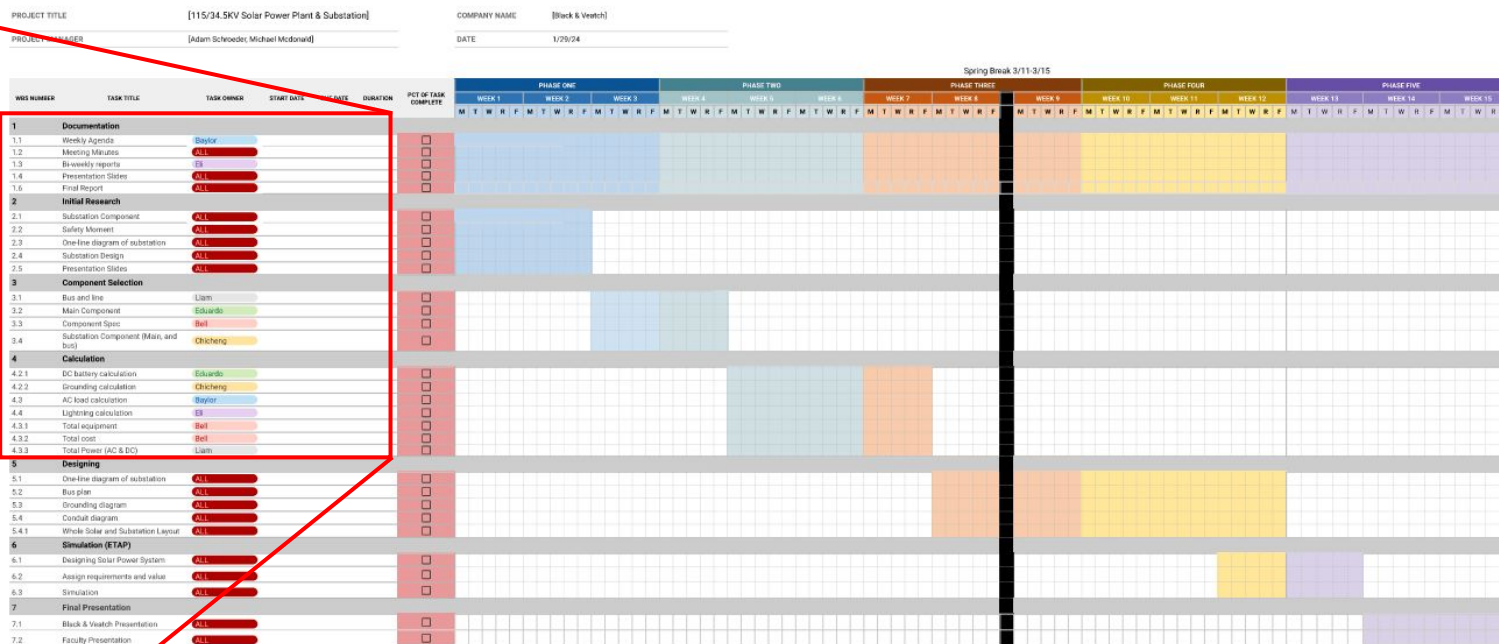 PROJECT TITLE [115/34.5KV Solar Power Plant & Substation] COMPANY NAME [Black & Veatch]
PROJECT MANAGER [Adam Schroeder, Michael Mcdonald] DATE 1/29/24
Spring Break 3/11-3/15
PHASE ONE PHASE TWO PHASE THREE PHASE FOUR PHASE FIVE
WBS NUMBER TASK TITLE TASK OWNER START DATE DATE DURATION PCT OF TASK COMPLETE WEEK 1 WEEK 2 WEEK 3 WEEK 4 WEEK 5 WEEK 6 WEEK 7 WEEK 8 WEEK 9 WEEK 10 WEEK 11 WEEK 12 WEEK 13 WEEK 14 WEEK 15
M T W R F M T W R F M T W R F M T W R F M T W R F M T W R F M T W R F M T W R F M T W R F M T W R F M T W R F M T W R F M T W R F M T W R F M T W R
1 Documentation
1.1 Weekly Agenda Baylor
1.2 Meeting Minutes ALL
1.3 Bi-weekly reports Eli
1.4 Presentation Slides ALL
1.6 Final Report ALL
2 Initial Research
2.1 Substation Component ALL
2.2 Safety Moment ALL
2.3 One-line diagram of substation ALL
2.4 Substation Design ALL
2.5 Presentation Slides ALL
3 Component Selection
3.1 Bus and line Liam
3.2 Main Component Eduardo
3.3 Component Spec Bell
3.4 Substation Component (Main, and bus) Chicheng
4 Calculation
4.2.1 DC battery calculation Eduardo
4.2.2 Grounding calculation Chicheng
4.3 AC load calculation Baylor
4.4 Lightning calculation Eli
4.3.1 Total equipment Bell
4.3.2 Total cost Bell
4.3.3 Total Power (AC & DC) Liam
5 Designing
5.1 One-line diagram of substation ALL
5.2 Bus plan ALL
5.3 Grounding diagram ALL
5.4 Conduit diagram ALL
5.4.1 Whole Solar and Substation Layout ALL
6 Simulation (ETAP)
6.1 Designing Solar Power System ALL
6.2 Assign requirements and value ALL
6.3 Simulation ALL
7 Final Presentation
7.1 Black & Veatch Presentation ALL
7.2 Faculty Presentation ALL